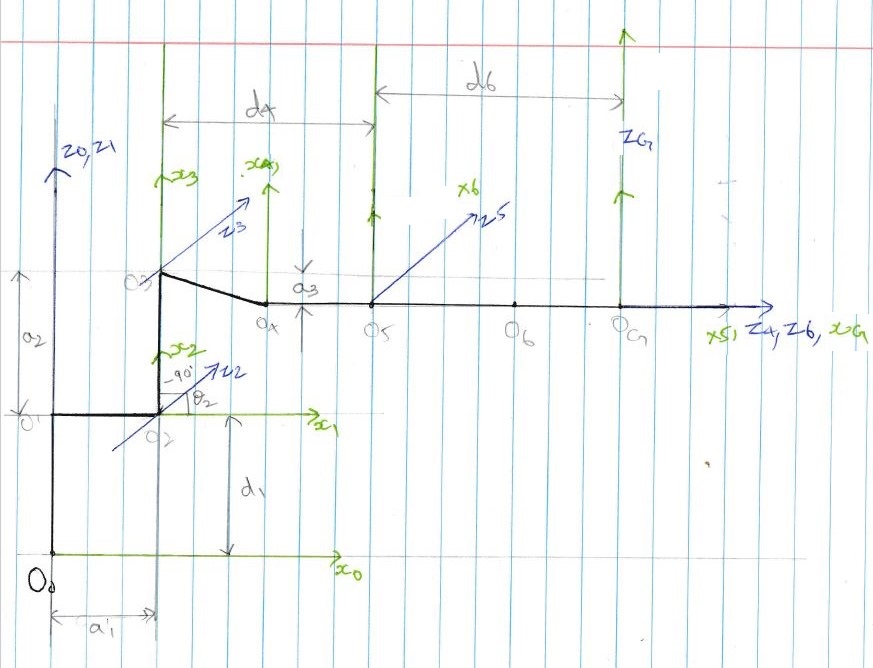 d6
d4
z0, z1
zG
x3
x4,
x6
z3
z5
O3
a3
a2
O4
O5
O6
OG
x5, z4, z6, xG
x2
z2
-90°
θ2
O1
O2
x1
d1
O0
x0
a1